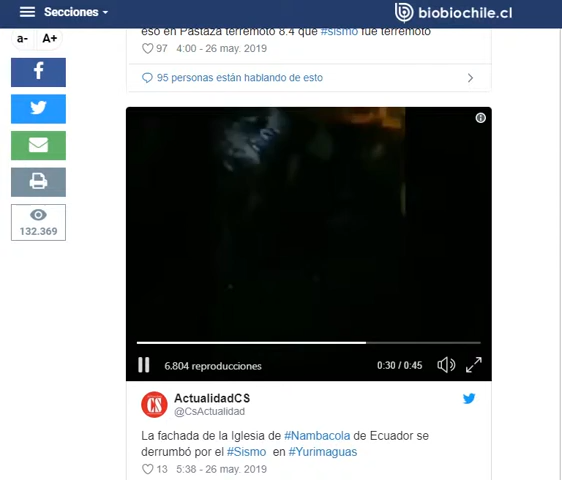 Secciones
biobiochile.cl
a- A+
eso en Pastaza terremoto 8.4 que #sismo fue terremoto
97 4:00 - 26 may. 2019
95 personas están hablando de esto
132.369
6.804 reproducciones
0:30 / 0:45
CS
ActualidadCS
@CsActualidad
La fachada de la Iglesia de #Nambacola de Ecuador se
derrumbó por el #Sismo en #Yurimaguas
13 5:38 - 26 may. 2019